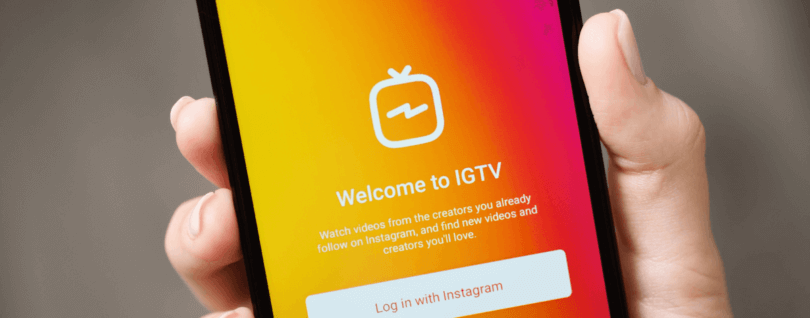 Welcome to IGTV
Watch videos from the creators you already
follow on Instagram, and find new videos and
creators you'll love.
Log in with Instagram